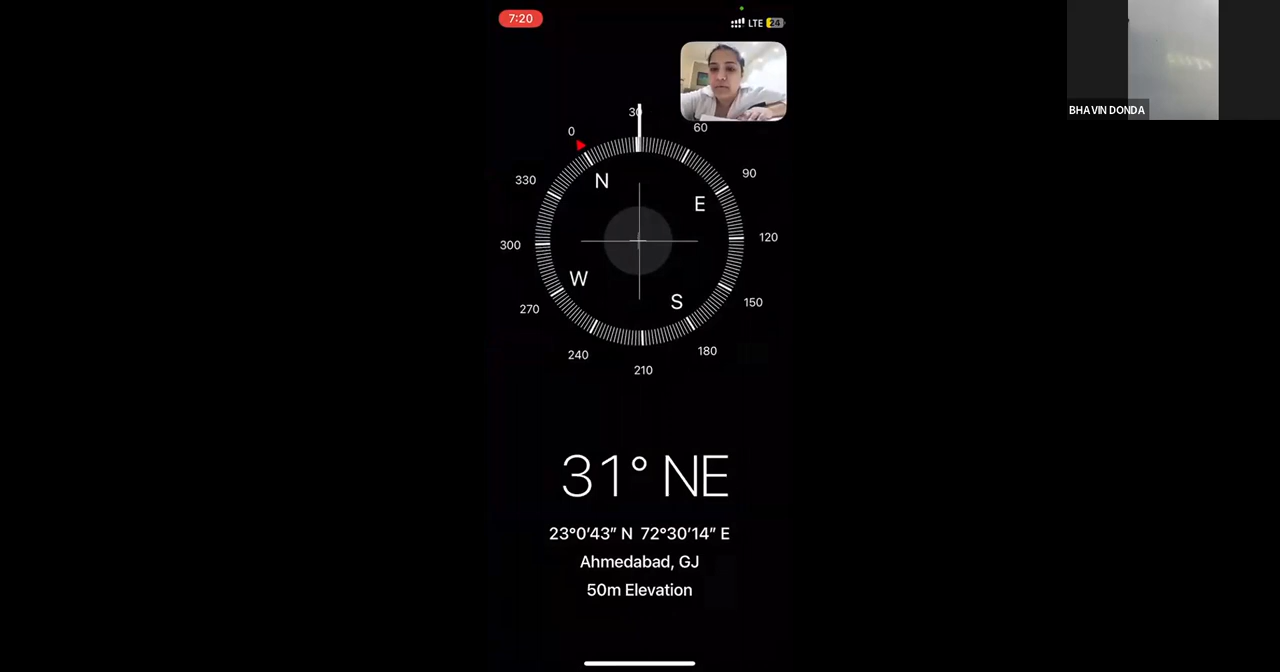 7:20
LTE 24
BHAVIN DONDA
30
0
60
330
N
90
E
300
120
W
270
S
150
240
180
210
31° NE
23°0'43” N 72°30'14” E
Ahmedabad, GJ
50m Elevation